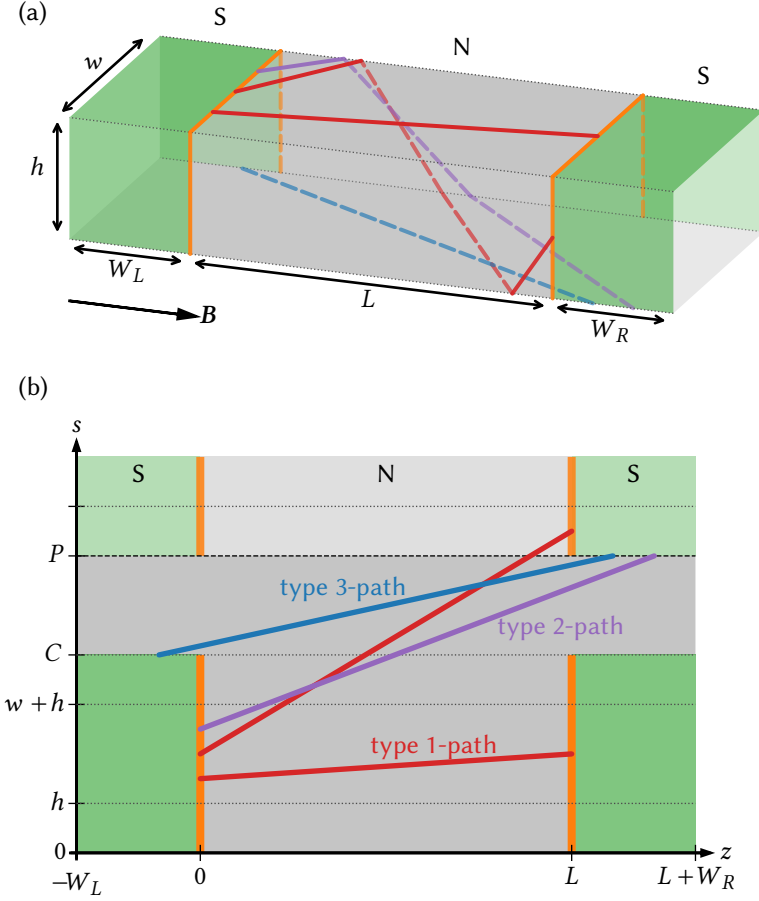 (a)
S
N
S
w
h
W_L
L
W_R
B
(b)
s
S
N
S
P
type 3-path
type 2-path
C
w + h
type 1-path
h
0
z
−W_L
0
L
L + W_R